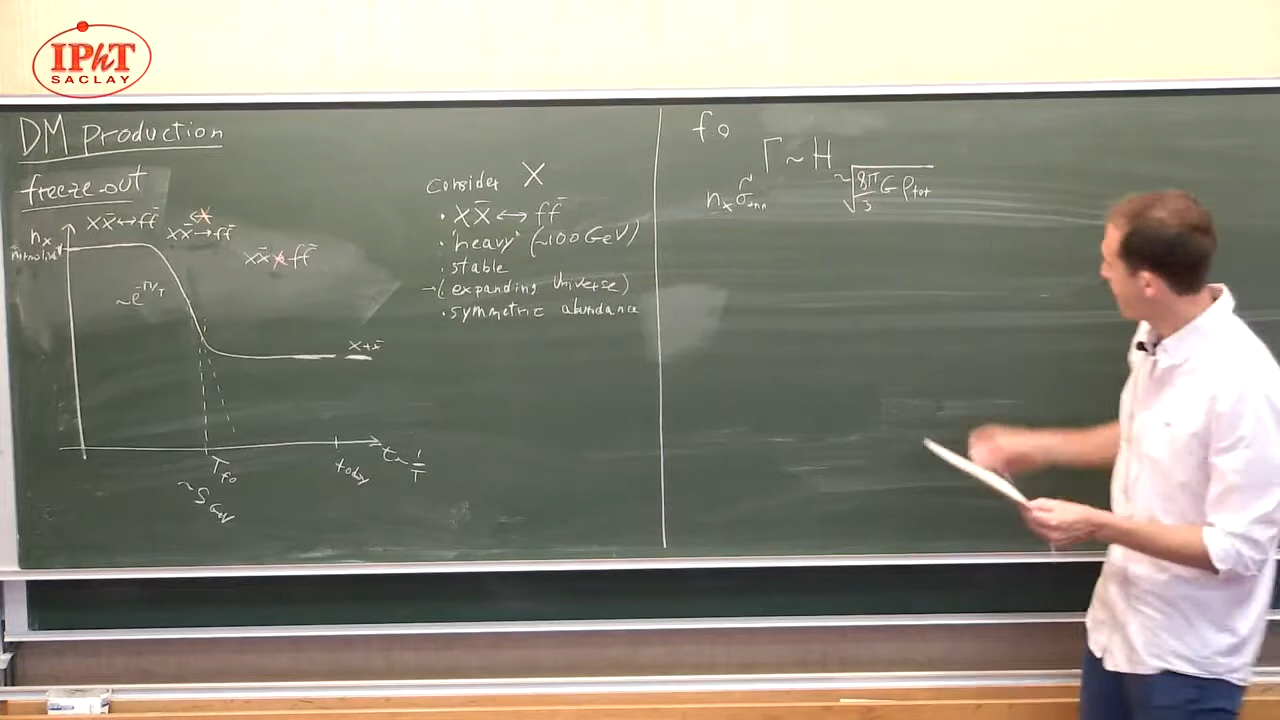 IPhT
SACLAY
DM production
freeze-out
XX̄ ↔ ff̄
XX̄ → ff̄
XX̄ ff̄
n_X
~e^{-m/T}
X+X̄
T_fo
~5 GeV
today
t ~ 1/T
Consider X
• XX̄ ↔ ff̄
• 'heavy' (~100 GeV)
• stable
→ (expanding Universe)
• symmetric abundance
fo
Γ ~ H
n_X σ_ann
~√(8π/3 G ρ_tot)